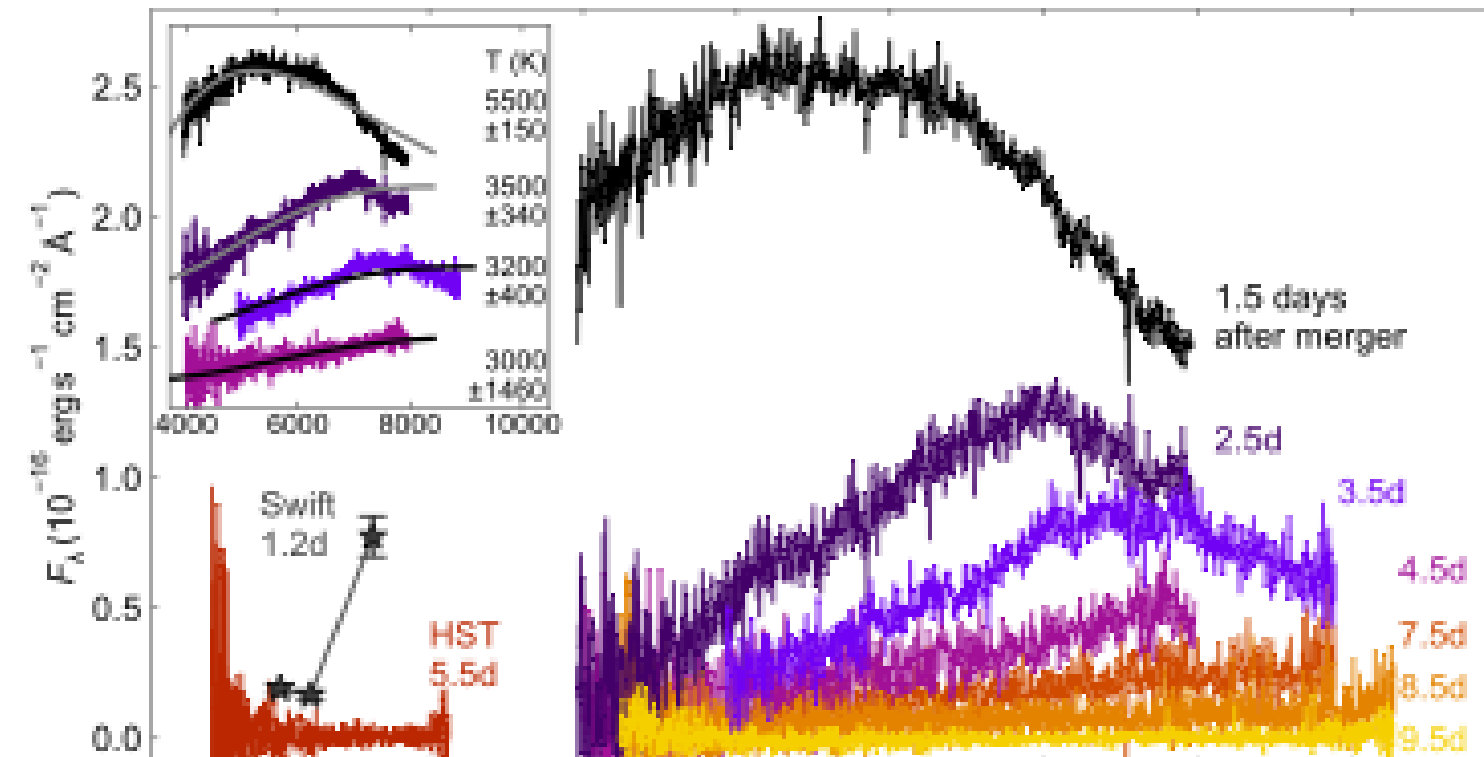 F_λ (10⁻¹⁶ erg s⁻¹ cm⁻² Å⁻¹)
2.5
2.0
1.5
1.0
0.5
0.0
T (K)
5500
±150
3500
±340
3200
±400
3000
±1460
4000 6000 8000 10000
Swift
1.2d
HST
5.5d
1.5 days
after merger
2.5d
3.5d
4.5d
7.5d
8.5d
9.5d